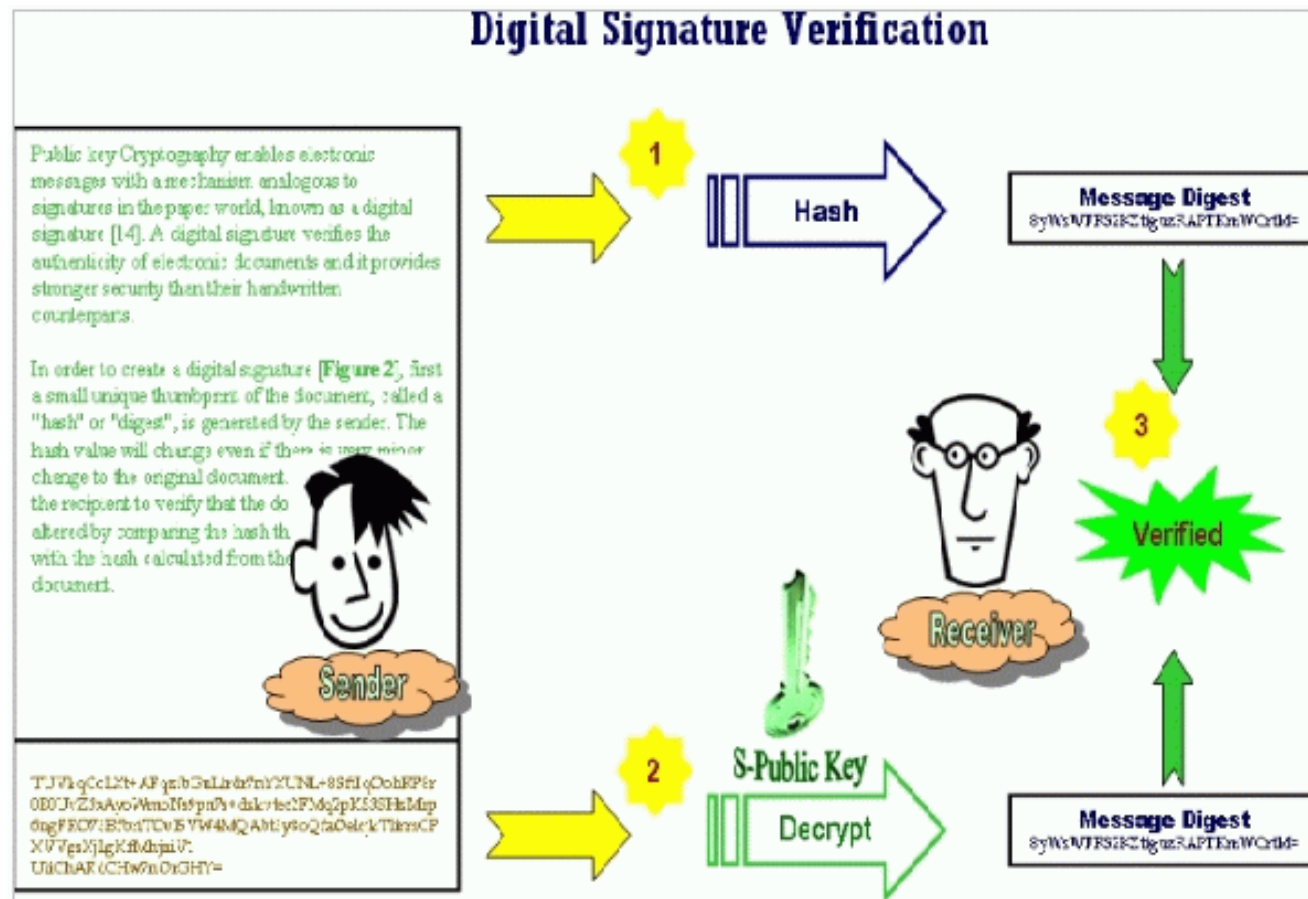 Digital Signature Verification
Public key Cryptography enables electronic
messages with a mechanism analogous to
signatures in the paper world, known as a digital
signature [14]. A digital signature verifies the
authenticity of electronic documents and it provides
stronger security than their handwritten
counterparts.
In order to create a digital signature [Figure 2], first
a small unique thumbprint of the document, called a
"hash" or "digest", is generated by the sender. The
hash value will change even if there is very minor
change to the original document.
the recipient to verify that the do
altered by comparing the hash th
with the hash calculated from the
document.
Sender
1
Hash
Message Digest
3
Verified
Receiver
2
S-Public Key
Decrypt
Message Digest